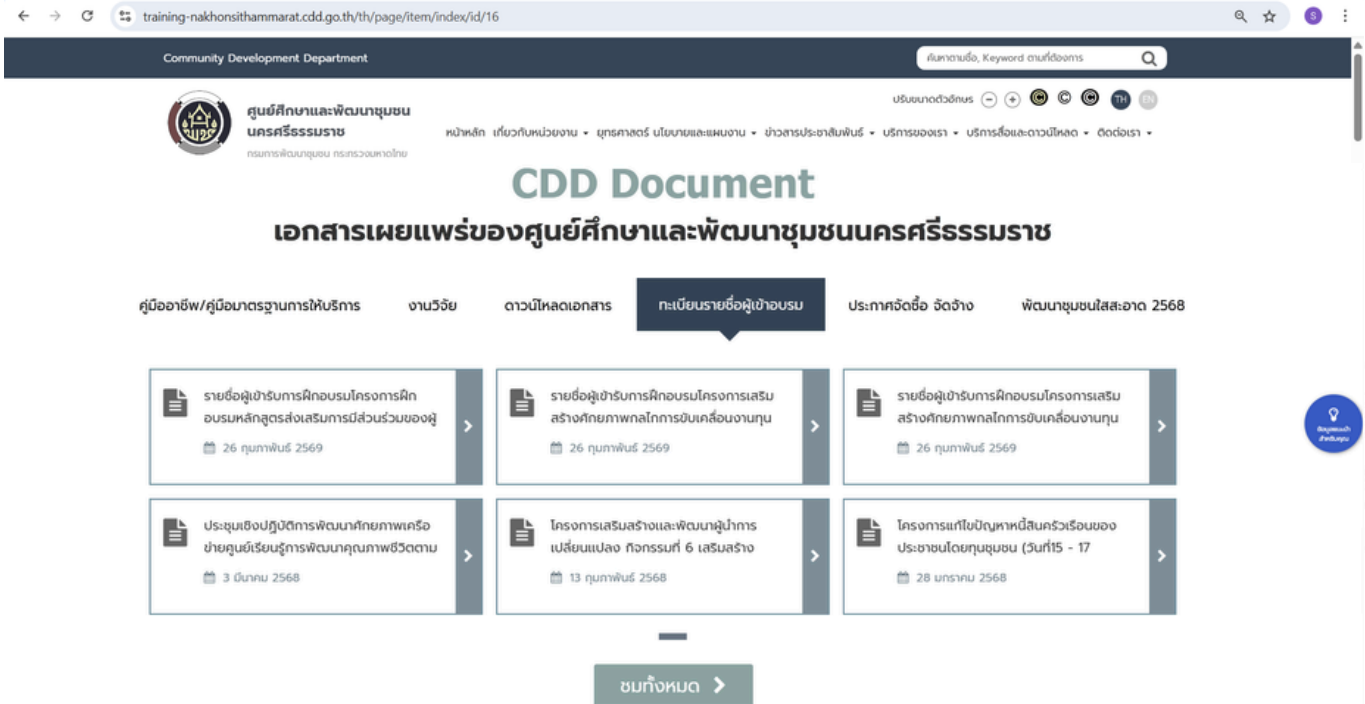 training-nakhonsithammarat.cdd.go.th/th/page/item/index/id/16
S
Community Development Department
ค้นหาตามชื่อ, Keyword ตามที่ต้องการ
ปรับขนาดตัวอักษร - + C C C TH EN
ศูนย์ศึกษาและพัฒนาชุมชน
นครศรีธรรมราช
กรมการพัฒนาชุมชน กระทรวงมหาดไทย
หน้าหลัก เกี่ยวกับหน่วยงาน ยุทธศาสตร์ นโยบายและแผนงาน ข่าวสารประชาสัมพันธ์ บริการของเรา บริการสื่อและดาวน์โหลด ติดต่อเรา
CDD Document
เอกสารเผยแพร่ของศูนย์ศึกษาและพัฒนาชุมชนนครศรีธรรมราช
คู่มืออาชีพ/คู่มือมาตรฐานการให้บริการ งานวิจัย ดาวน์โหลดเอกสาร ทะเบียนรายชื่อผู้เข้าอบรม ประกาศจัดซื้อ จัดจ้าง พัฒนาชุมชนใสสะอาด 2568
รายชื่อผู้เข้ารับการฝึกอบรมโครงการฝึก
อบรมหลักสูตรส่งเสริมการมีส่วนร่วมของผู้
26 กุมภาพันธ์ 2569
รายชื่อผู้เข้ารับการฝึกอบรมโครงการเสริม
สร้างศักยภาพกลไกการขับเคลื่อนงานทุน
26 กุมภาพันธ์ 2569
รายชื่อผู้เข้ารับการฝึกอบรมโครงการเสริม
สร้างศักยภาพกลไกการขับเคลื่อนงานทุน
26 กุมภาพันธ์ 2569
ประชุมเชิงปฏิบัติการพัฒนาศักยภาพเครือ
ข่ายศูนย์เรียนรู้การพัฒนาคุณภาพชีวิตตาม
3 มีนาคม 2568
โครงการเสริมสร้างและพัฒนาผู้นำการ
เปลี่ยนแปลง กิจกรรมที่ 6 เสริมสร้าง
13 กุมภาพันธ์ 2568
โครงการแก้ไขปัญหาหนี้สินครัวเรือนของ
ประชาชนโดยทุนชุมชน (วันที่15 - 17
28 มกราคม 2568
ข้อมูลแนะนำ
สำหรับคุณ
ชมทั้งหมด